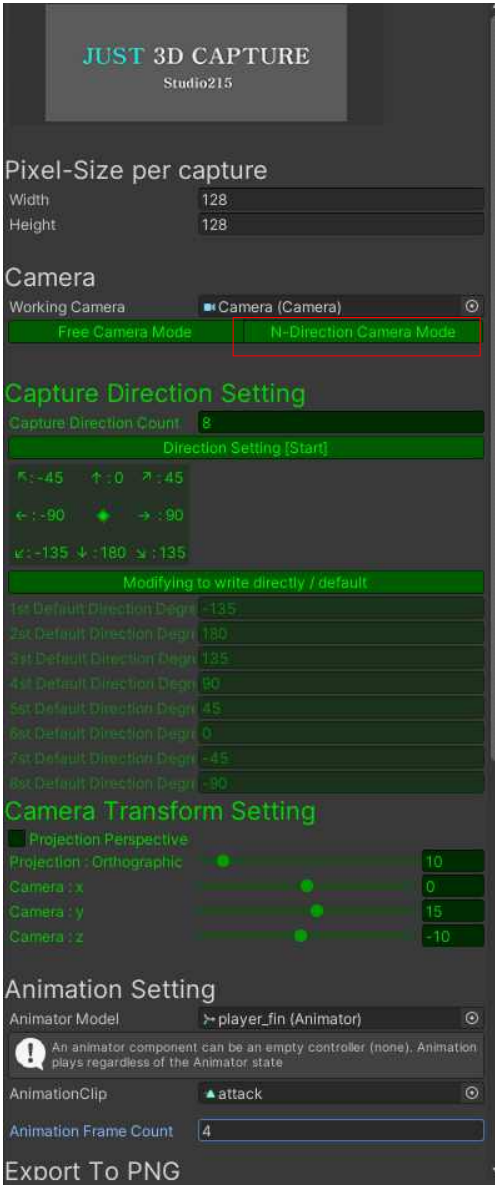 JUST 3D CAPTURE
Studio215
Pixel-Size per capture
Width 128
Height 128
Camera
Working Camera Camera (Camera)
Free Camera Mode N-Direction Camera Mode
Capture Direction Setting
Capture Direction Count 8
Direction Setting [Start]
↖:-45 ↑:0 ↗:45
←:-90 → :90
↙:-135 ↓:180 ↘:135
Modifying to write directly / default
1st Default Direction Degre -135
2st Default Direction Degre 180
3st Default Direction Degre 135
4st Default Direction Degre 90
5st Default Direction Degre 45
6st Default Direction Degre 0
7st Default Direction Degre -45
8st Default Direction Degre -90
Camera Transform Setting
Projection Perspective
Projection : Orthographic 10
Camera : x 0
Camera : y 15
Camera : z -10
Animation Setting
Animator Model player_fin (Animator)
An animator component can be an empty controller (none). Animation
plays regardless of the Animator state
AnimationClip attack
Animation Frame Count 4
Export To PNG